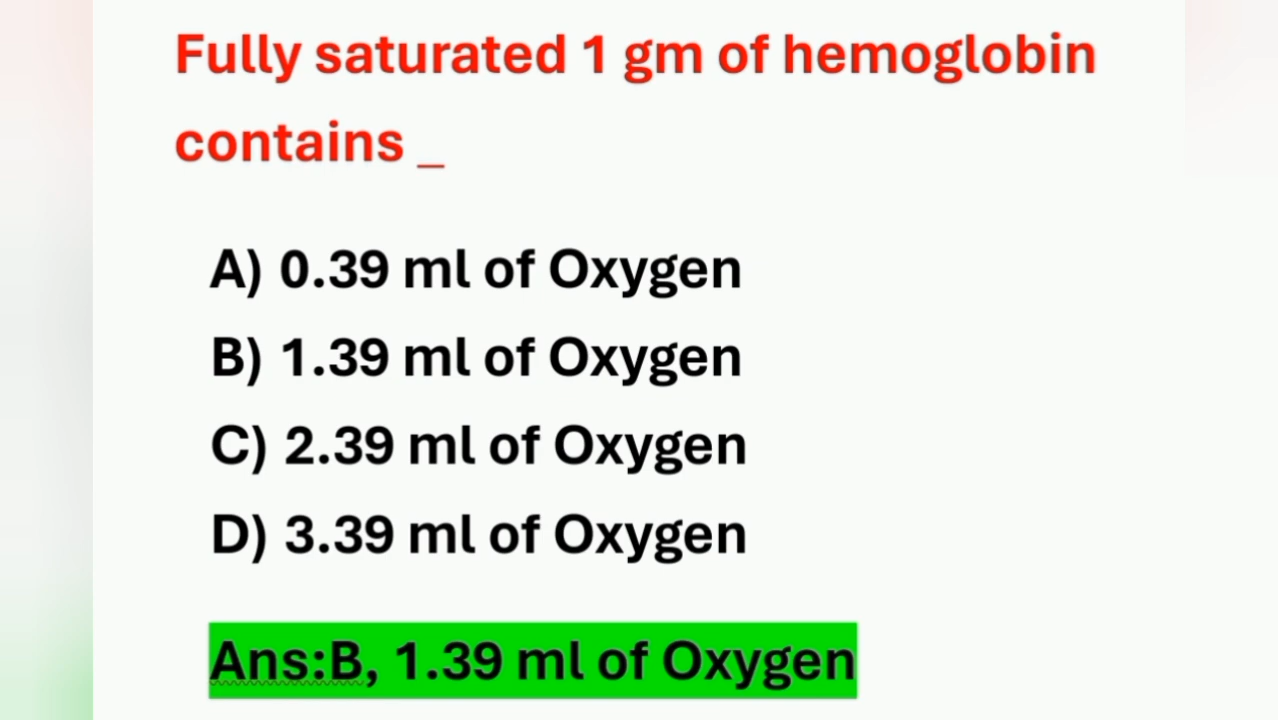 Fully saturated 1 gm of hemoglobin
contains _
A) 0.39 ml of Oxygen
B) 1.39 ml of Oxygen
C) 2.39 ml of Oxygen
D) 3.39 ml of Oxygen
Ans:B, 1.39 ml of Oxygen